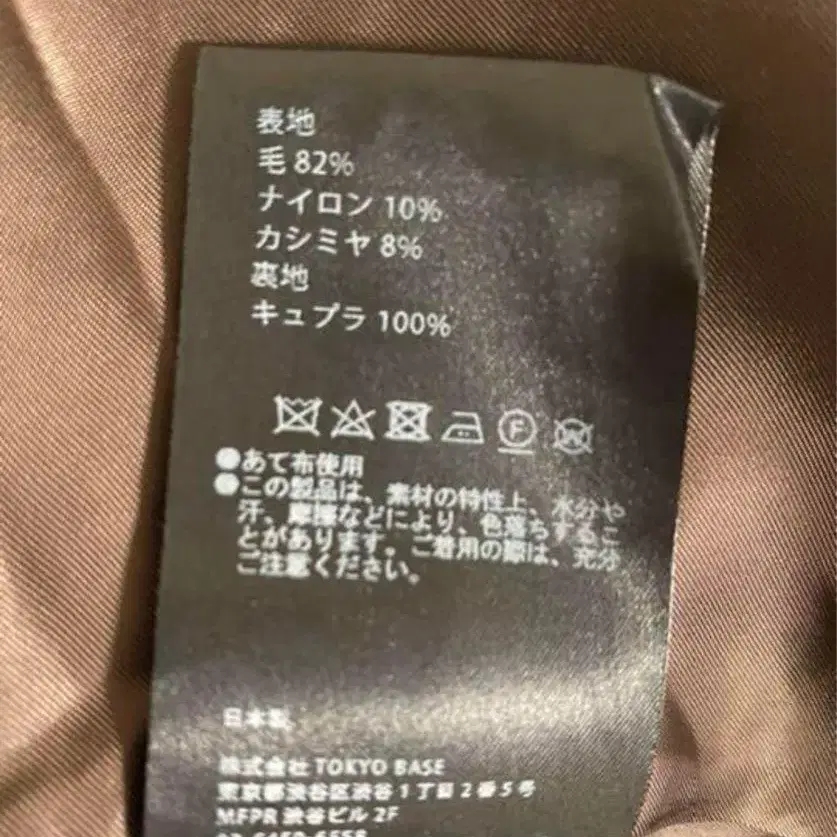 表地
毛 82%
ナイロン 10%
カシミヤ 8%
裏地
キュプラ 100%
F
W
●あて布使用
●この製品は、素材の特性上、水分や
汗、摩擦などにより、色落ちするこ
とがあります。ご着用の際は、充分
ご注意ください。
日本製
株式会社 TOKYO BASE
東京都渋谷区渋谷1丁目2番5号
MFPR 渋谷ビル 2F